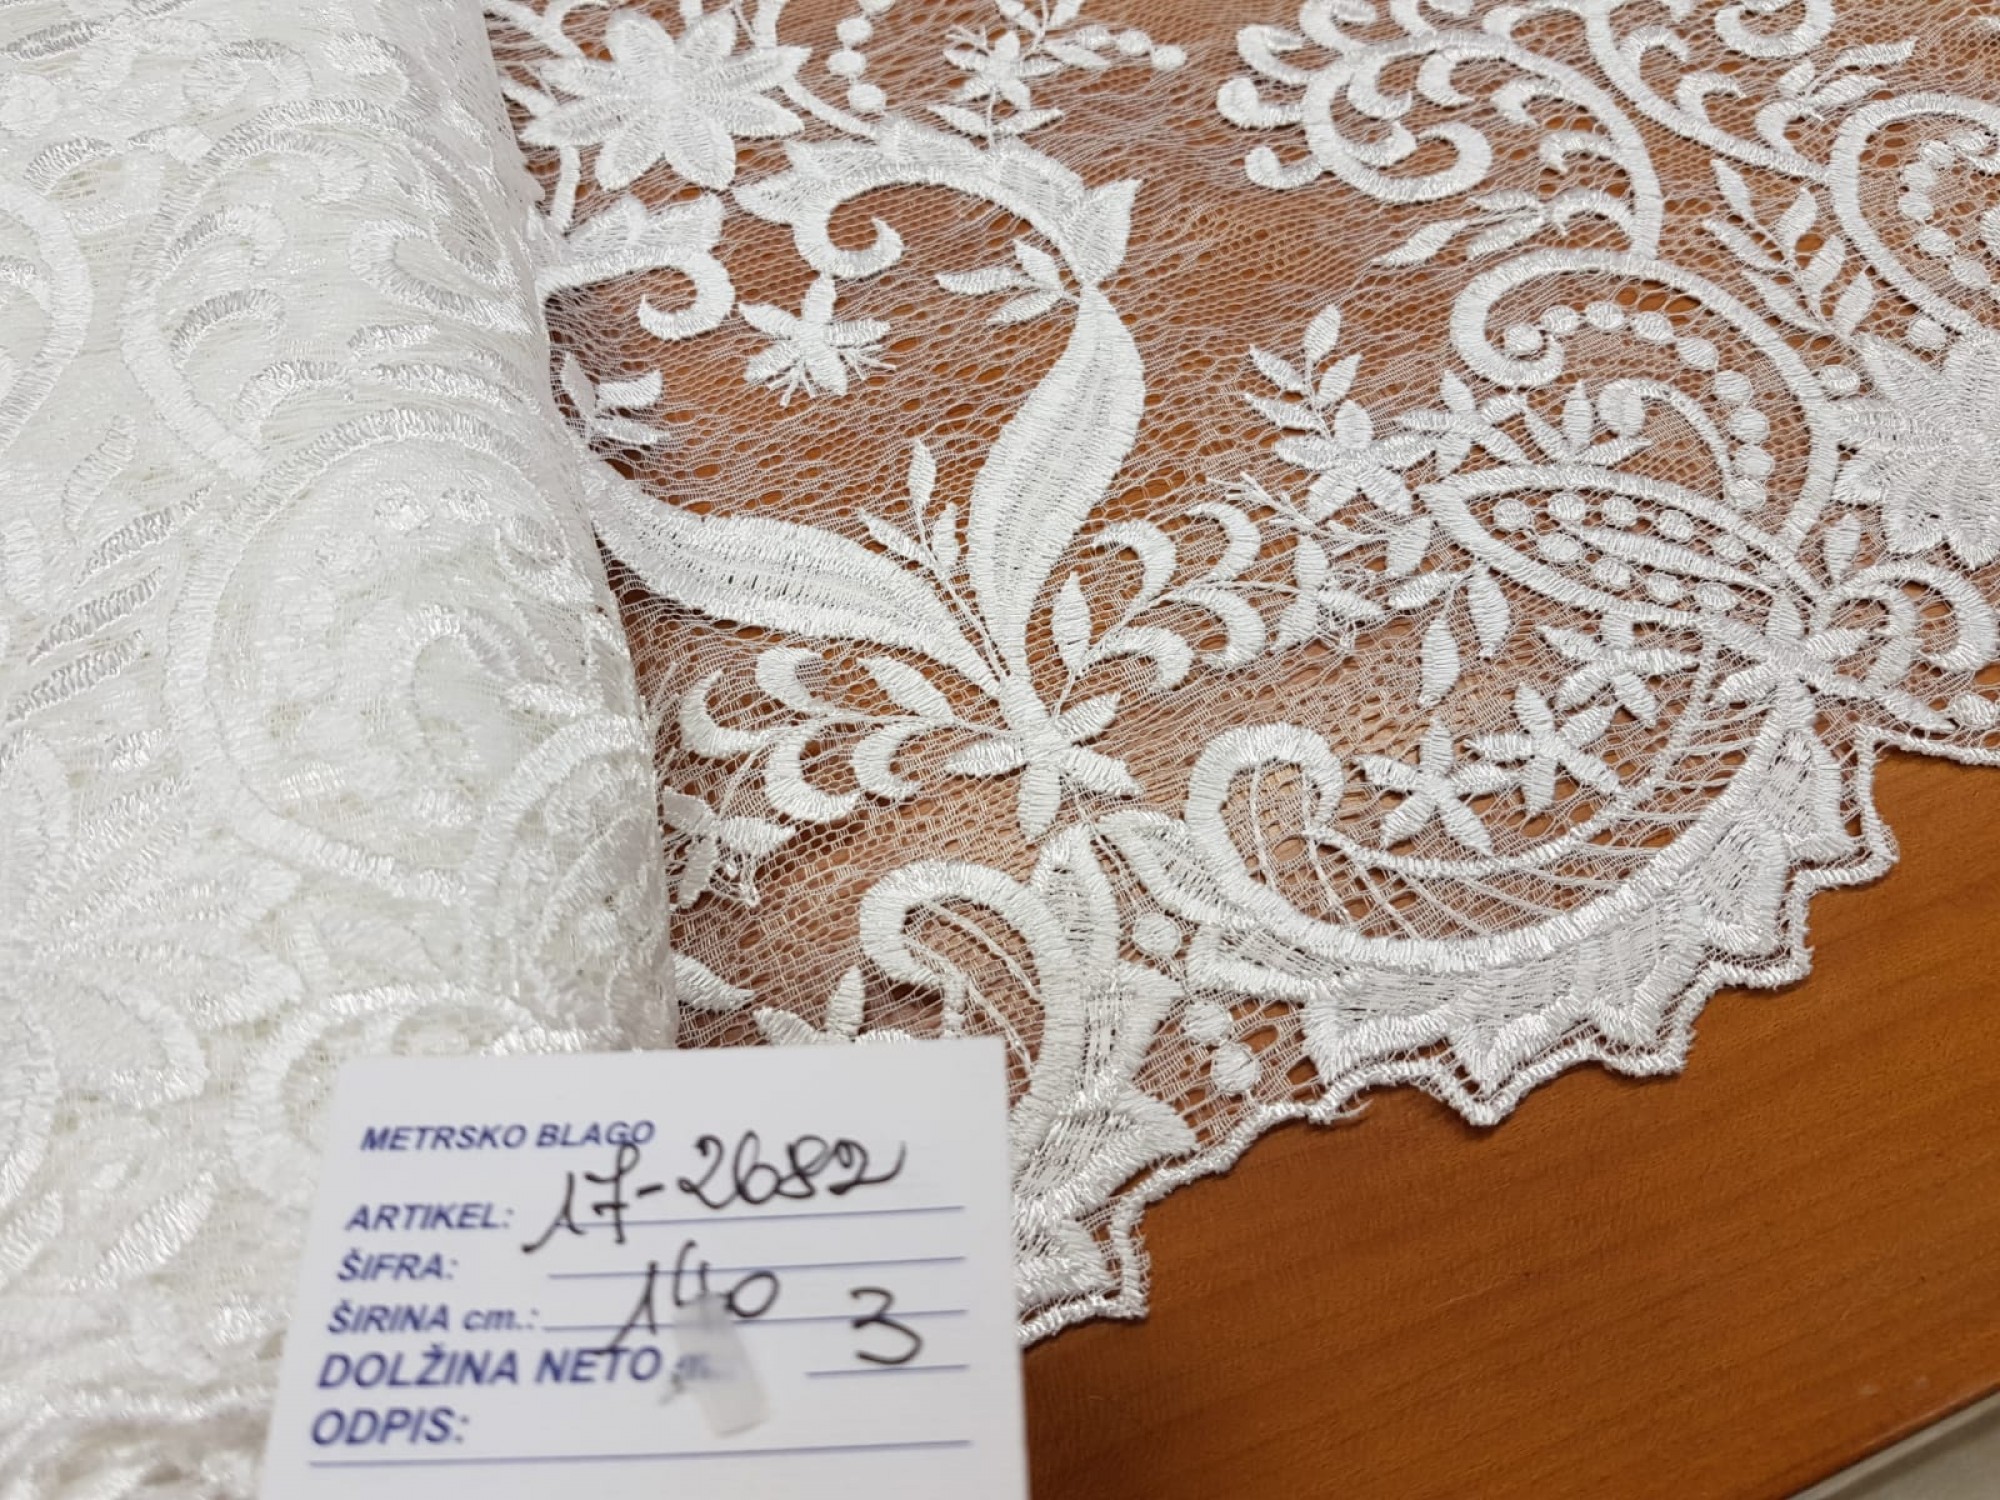 METRSKO BLAGO
ARTIKEL: 17-2682
ŠIFRA:
ŠIRINA cm.: 140
DOLŽINA NETO 3
ODPIS: